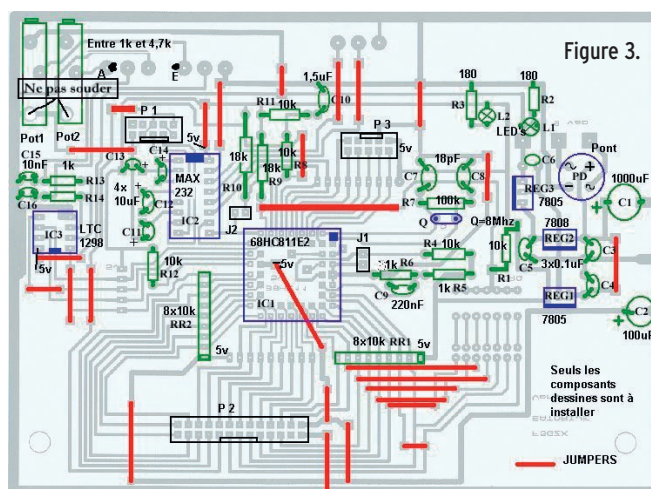 Figure 3.
Entre 1k et 4,7k
A
E
Ne pas souder
Pot1
Pot2
C15
10nF
1k
R13
R14
C16
IC3
LTC
1298
5v
P 1
5v
C13
C14
4x
10uF
C12
C11
MAX
232
IC2
10k
R12
R11
10k
1,5uF
C10
18k
R10
18k
R9
10k
R8
J2
P 3
5v
180
R3
L2
LED's
180
R2
L1
C6
Pont
PD
REG3
7805
1000uF
C1
18pF
C7
C8
R7
100k
Q
Q=8Mhz
68HC811E2
5v
IC1
J1
R4
10k
1k
R6
C9
220nF
1k
R5
10k
R1
7808
REG2
C5
3x0.1uF
C3
REG1
C4
7805
C2
100uF
8x10k
RR2
8x10k
RR1
5v
P 2
Seuls les
composants
dessines sont à
installer
JUMPERS